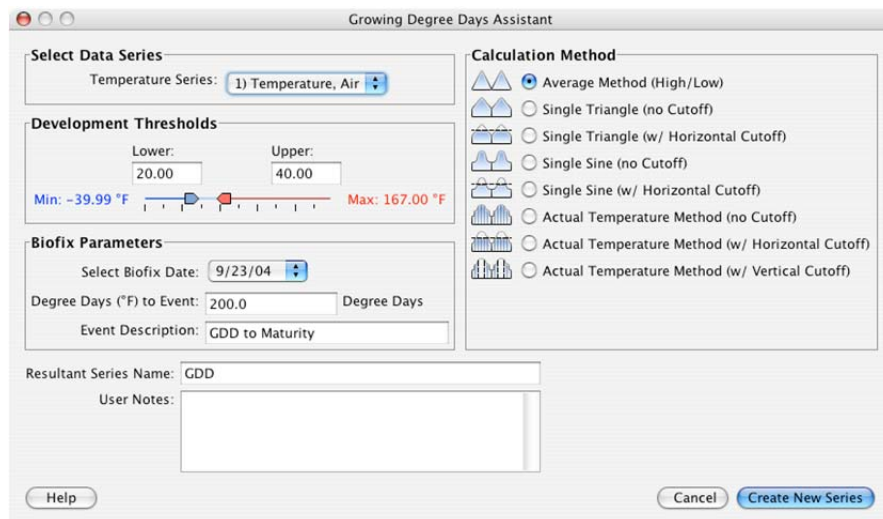 Growing Degree Days Assistant
Select Data Series
Temperature Series: 1) Temperature, Air
Development Thresholds
Lower: Upper:
20.00 40.00
Min: -39.99 °F Max: 167.00 °F
Biofix Parameters
Select Biofix Date: 9/23/04
Degree Days (°F) to Event: 200.0 Degree Days
Event Description: GDD to Maturity
Calculation Method
Average Method (High/Low)
Single Triangle (no Cutoff)
Single Triangle (w/ Horizontal Cutoff)
Single Sine (no Cutoff)
Single Sine (w/ Horizontal Cutoff)
Actual Temperature Method (no Cutoff)
Actual Temperature Method (w/ Horizontal Cutoff)
Actual Temperature Method (w/ Vertical Cutoff)
Resultant Series Name: GDD
User Notes:
Help Cancel Create New Series